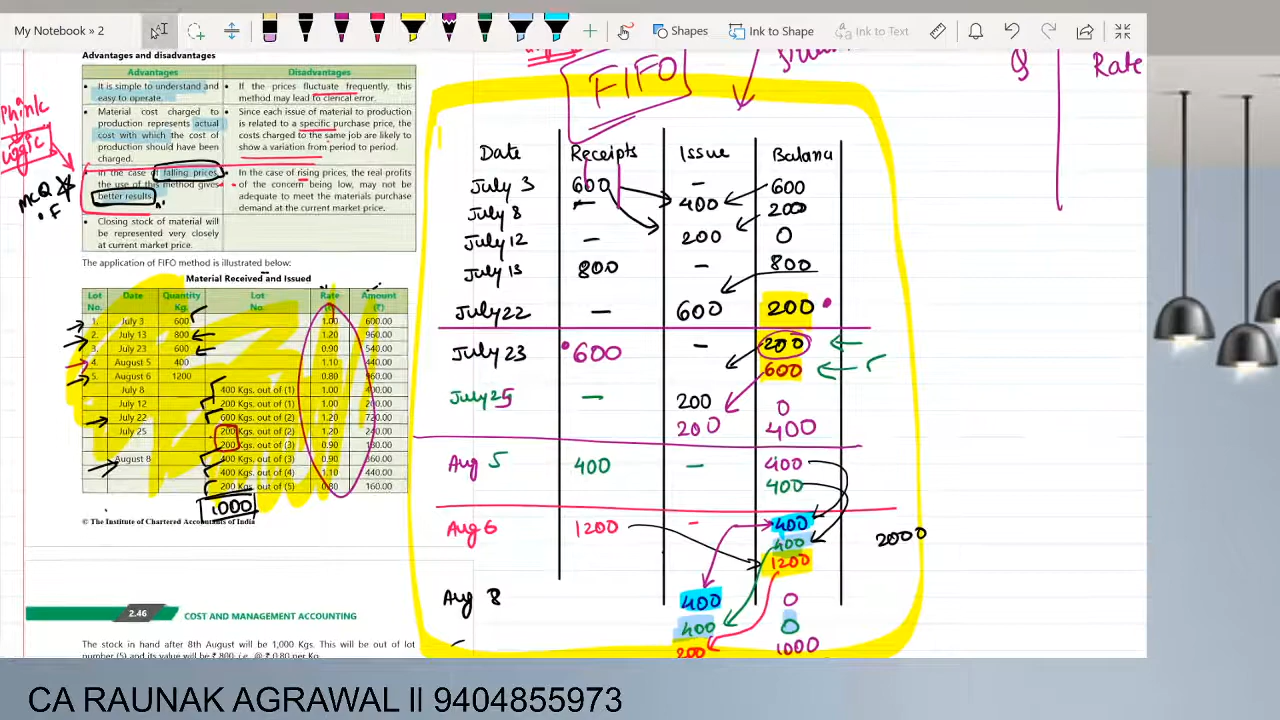 My Notebook » 2
Shapes
Ink to Shape
Ink to Text
Advantages and disadvantages
Advantages
Disadvantages
It is simple to understand and easy to operate.
If the prices fluctuate frequently, this method may lead to clerical error.
Material cost charged to production represents actual cost with which the cost of production should have been charged.
Since each issue of material to production is related to a specific purchase price, the costs charged to the same job are likely to show a variation from period to period.
In the case of falling prices, the use of this method gives better results.
In the case of rising prices, the real profits of the concern being low, may not be adequate to meet the materials purchase demand at the current market price.
Closing stock of material will be represented very closely at current market price.
Logic
MCQ
The application of FIFO method is illustrated below:
Material Received and Issued
Lot No. Date Quantity Kg. Lot No. Rate (₹) Amount (₹)
1. July 3 600 1.00 600.00
2. July 13 800 1.20 960.00
3. July 23 600 0.90 540.00
4. August 5 400 1.10 440.00
5. August 6 1200 0.80 960.00
July 8 400 Kgs. out of (1) 1.00 400.00
July 12 200 Kgs. out of (1) 1.00 200.00
July 22 600 Kgs. out of (2) 1.20 720.00
July 25 200 Kgs. out of (2) 1.20 240.00
200 Kgs. out of (3) 0.90 180.00
August 8 400 Kgs. out of (3) 0.90 360.00
400 Kgs. out of (4) 1.10 440.00
200 Kgs. out of (5) 0.80 160.00
1000
© The Institute of Chartered Accountants of India
2.46 COST AND MANAGEMENT ACCOUNTING
The stock in hand after 8th August will be 1,000 Kgs. This will be out of lot
number (5) and its value will be ₹ 800; i.e., @ ₹ 0.80 per Kg.
FIFO
Q Rate
Date Receipts Issue Balance
July 3 600 - 600
July 8 - 400 200
July 12 - 200 0
July 13 800 - 800
July 22 - 600 200
July 23 600 - 200
600
July 25 - 200 0
200 400
Aug 5 400 - 400
400
Aug 6 1200 - 400
400 2000
1200
Aug 8 400 0
400 0
200 1000
CA RAUNAK AGRAWAL II 9404855973